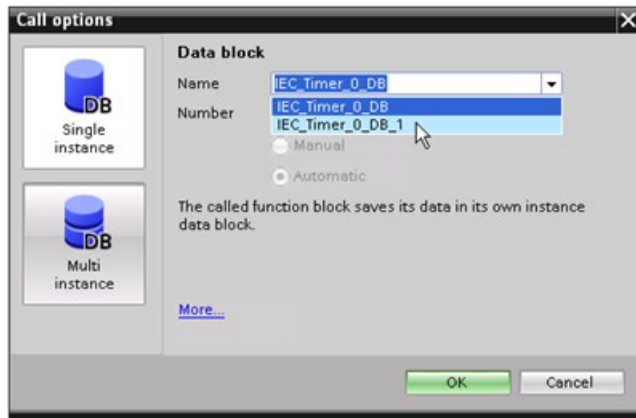 Call options
DB
Single
instance
DB
Multi
instance
Data block
Name
IEC_Timer_0_DB
IEC_Timer_0_DB
IEC_Timer_0_DB_1
Number
Manual
Automatic
The called function block saves its data in its own instance
data block.
More...
OK
Cancel